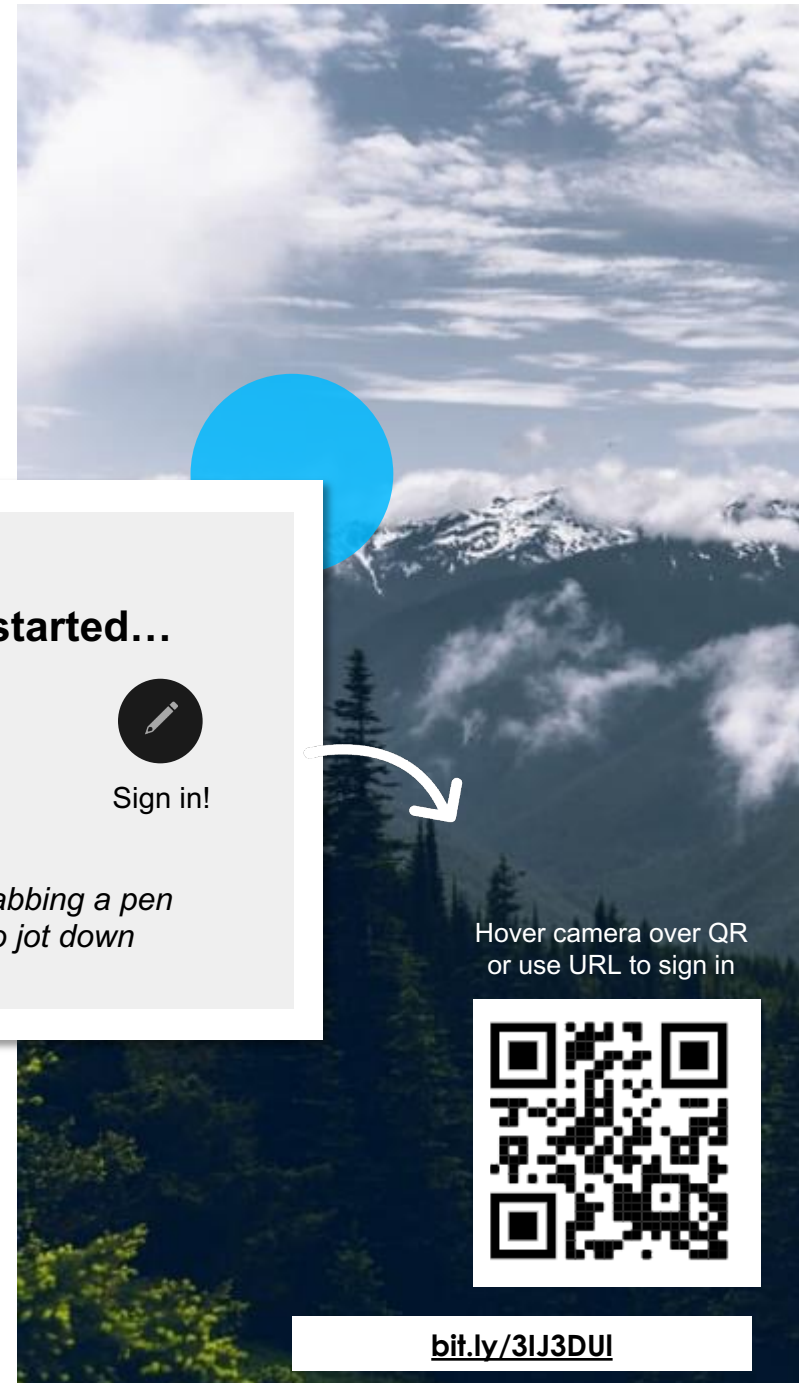 started…
Sign in!
abbing a pen
o jot down
Hover camera over QR
or use URL to sign in
bit.ly/3IJ3DUl